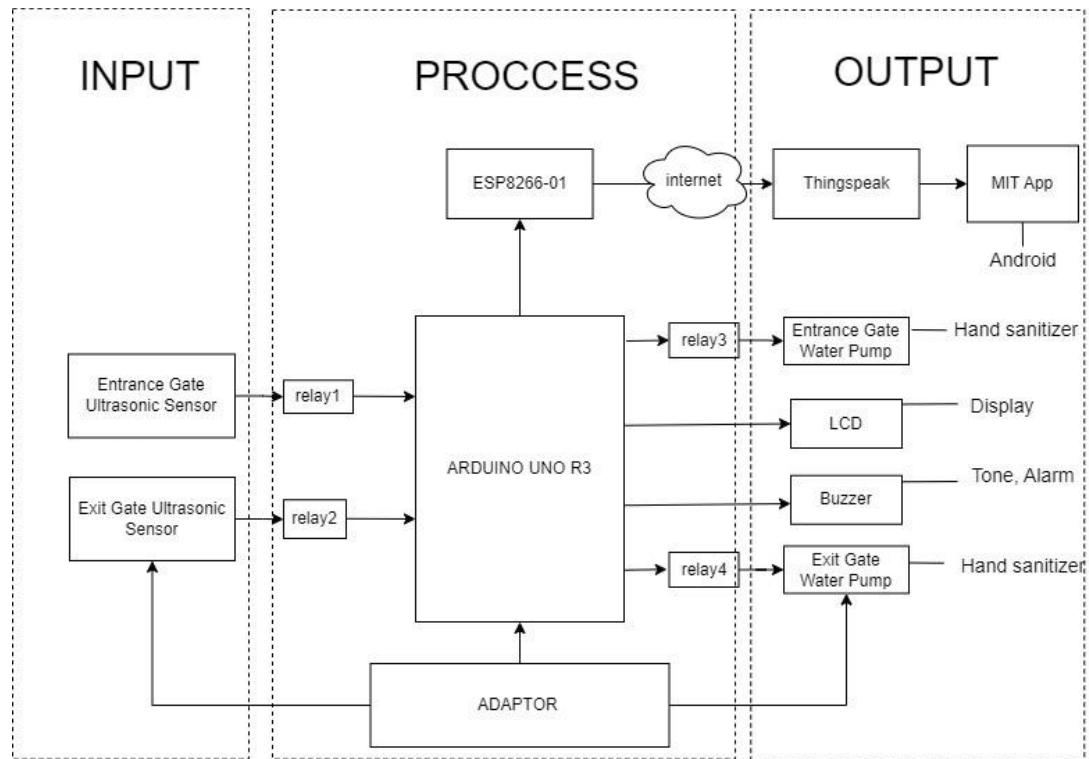 INPUT
PROCCESS
OUTPUT
ESP8266-01
internet
Thingspeak
MIT App
Android
Entrance Gate
Ultrasonic Sensor
relay1
Exit Gate Ultrasonic
Sensor
relay2
ARDUINO UNO R3
relay3
Entrance Gate
Water Pump
Hand sanitizer
LCD
Display
Buzzer
Tone, Alarm
relay4
Exit Gate
Water Pump
Hand sanitizer
ADAPTOR